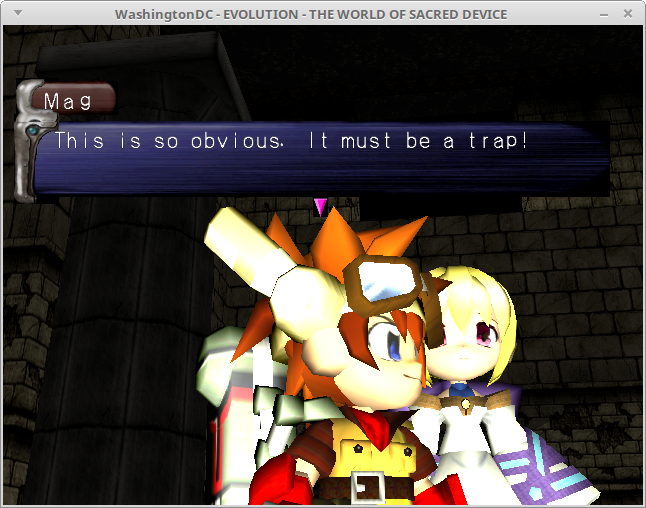 WashingtonDC - EVOLUTION - THE WORLD OF SACRED DEVICE
Mag
This is so obvious. It must be a trap!